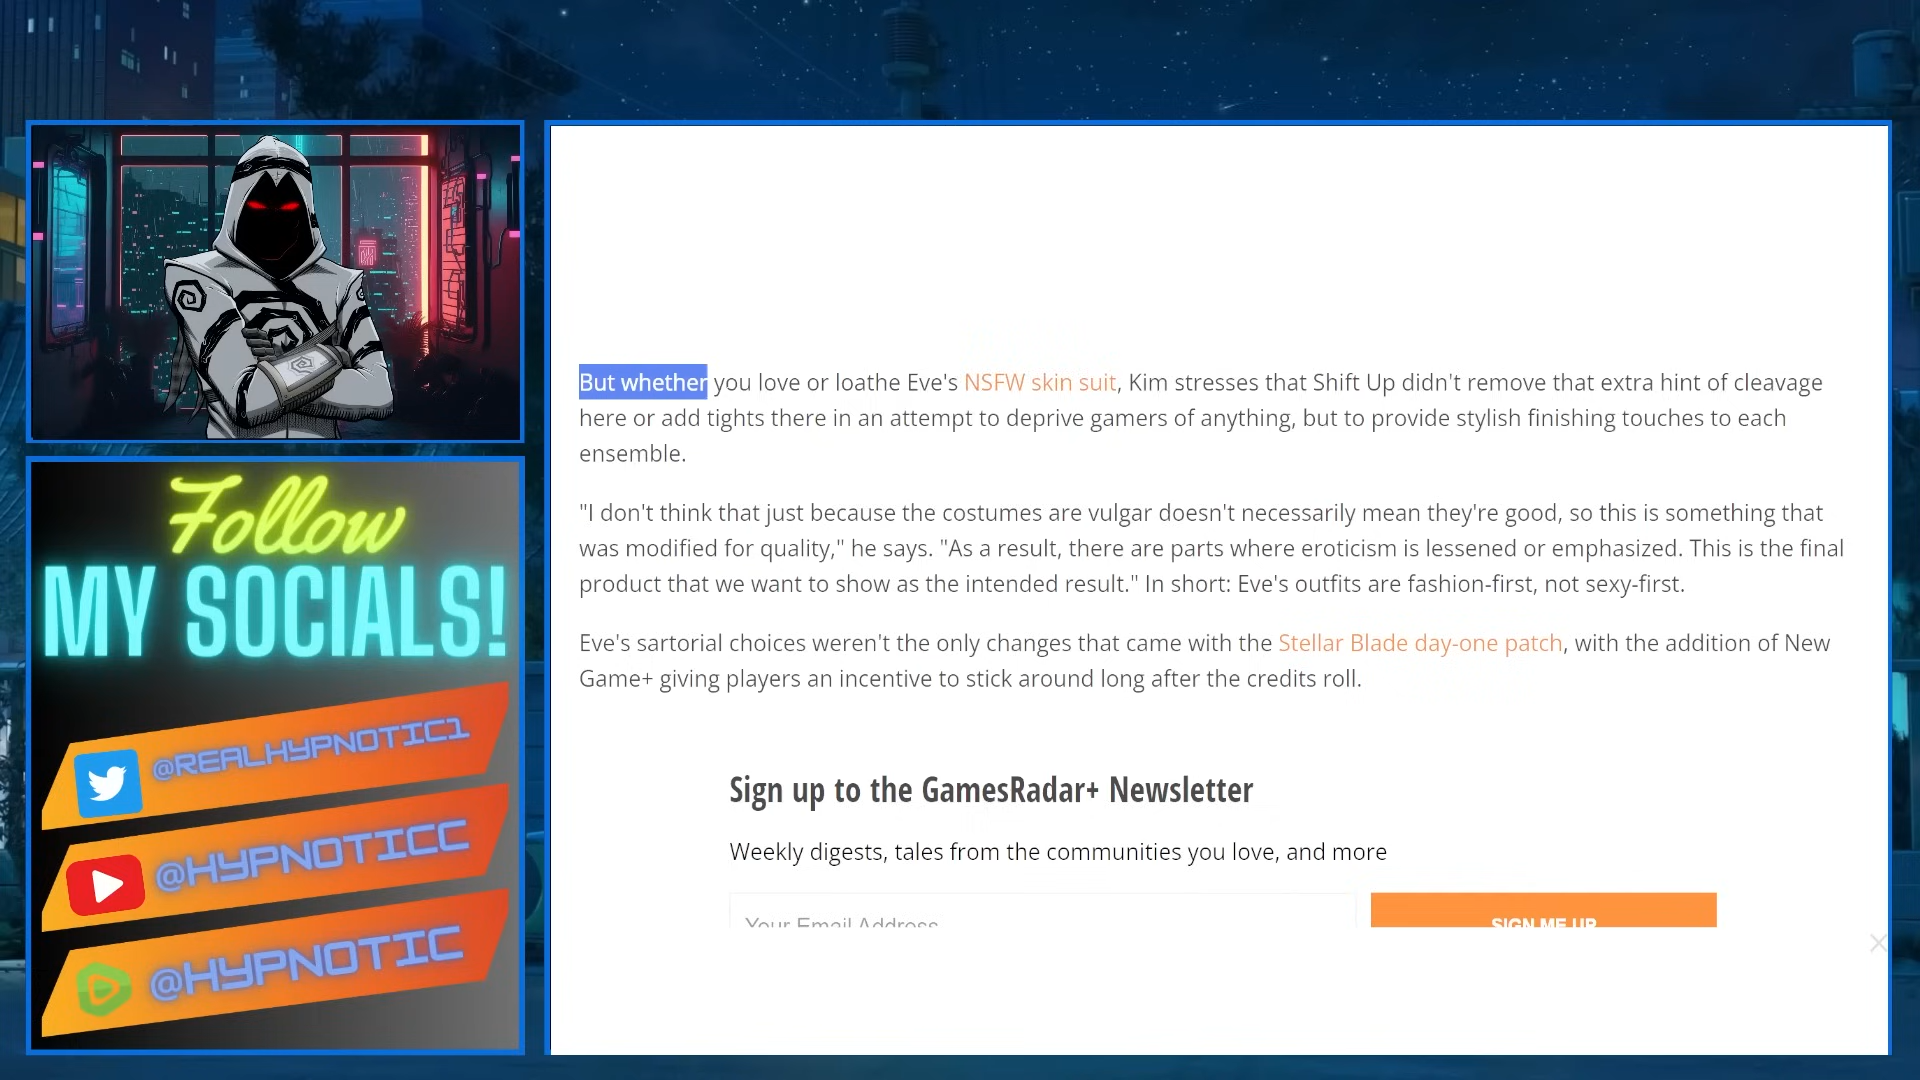 Follow
MY SOCIALS!
@REALHYPNOTIC1
@HYPNOTICC
@HYPNOTIC
But whether you love or loathe Eve's NSFW skin suit, Kim stresses that Shift Up didn't remove that extra hint of cleavage
here or add tights there in an attempt to deprive gamers of anything, but to provide stylish finishing touches to each
ensemble.
"I don't think that just because the costumes are vulgar doesn't necessarily mean they're good, so this is something that
was modified for quality," he says. "As a result, there are parts where eroticism is lessened or emphasized. This is the final
product that we want to show as the intended result." In short: Eve's outfits are fashion-first, not sexy-first.
Eve's sartorial choices weren't the only changes that came with the Stellar Blade day-one patch, with the addition of New
Game+ giving players an incentive to stick around long after the credits roll.
Sign up to the GamesRadar+ Newsletter
Weekly digests, tales from the communities you love, and more
Your Email Address
SIGN ME UP